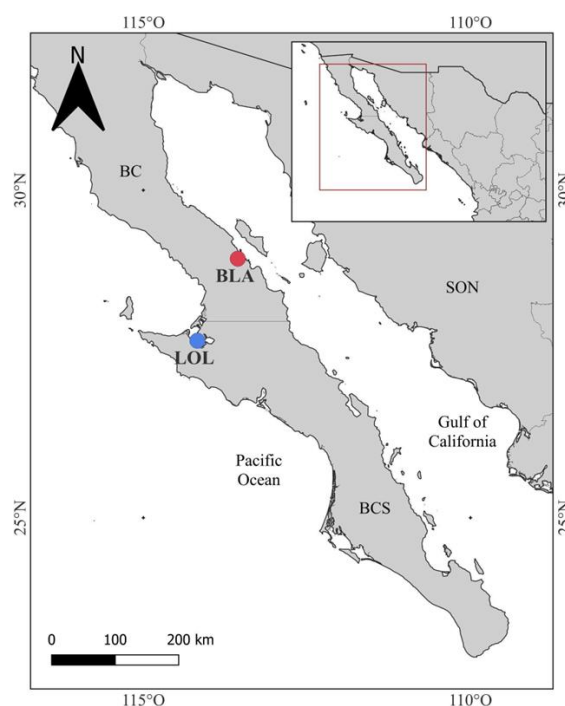 115°O
110°O
N
BC
30°N
30°N
BLA
SON
LOL
Gulf of
California
Pacific
Ocean
BCS
25°N
25°N
0
100
200 km
115°O
110°O